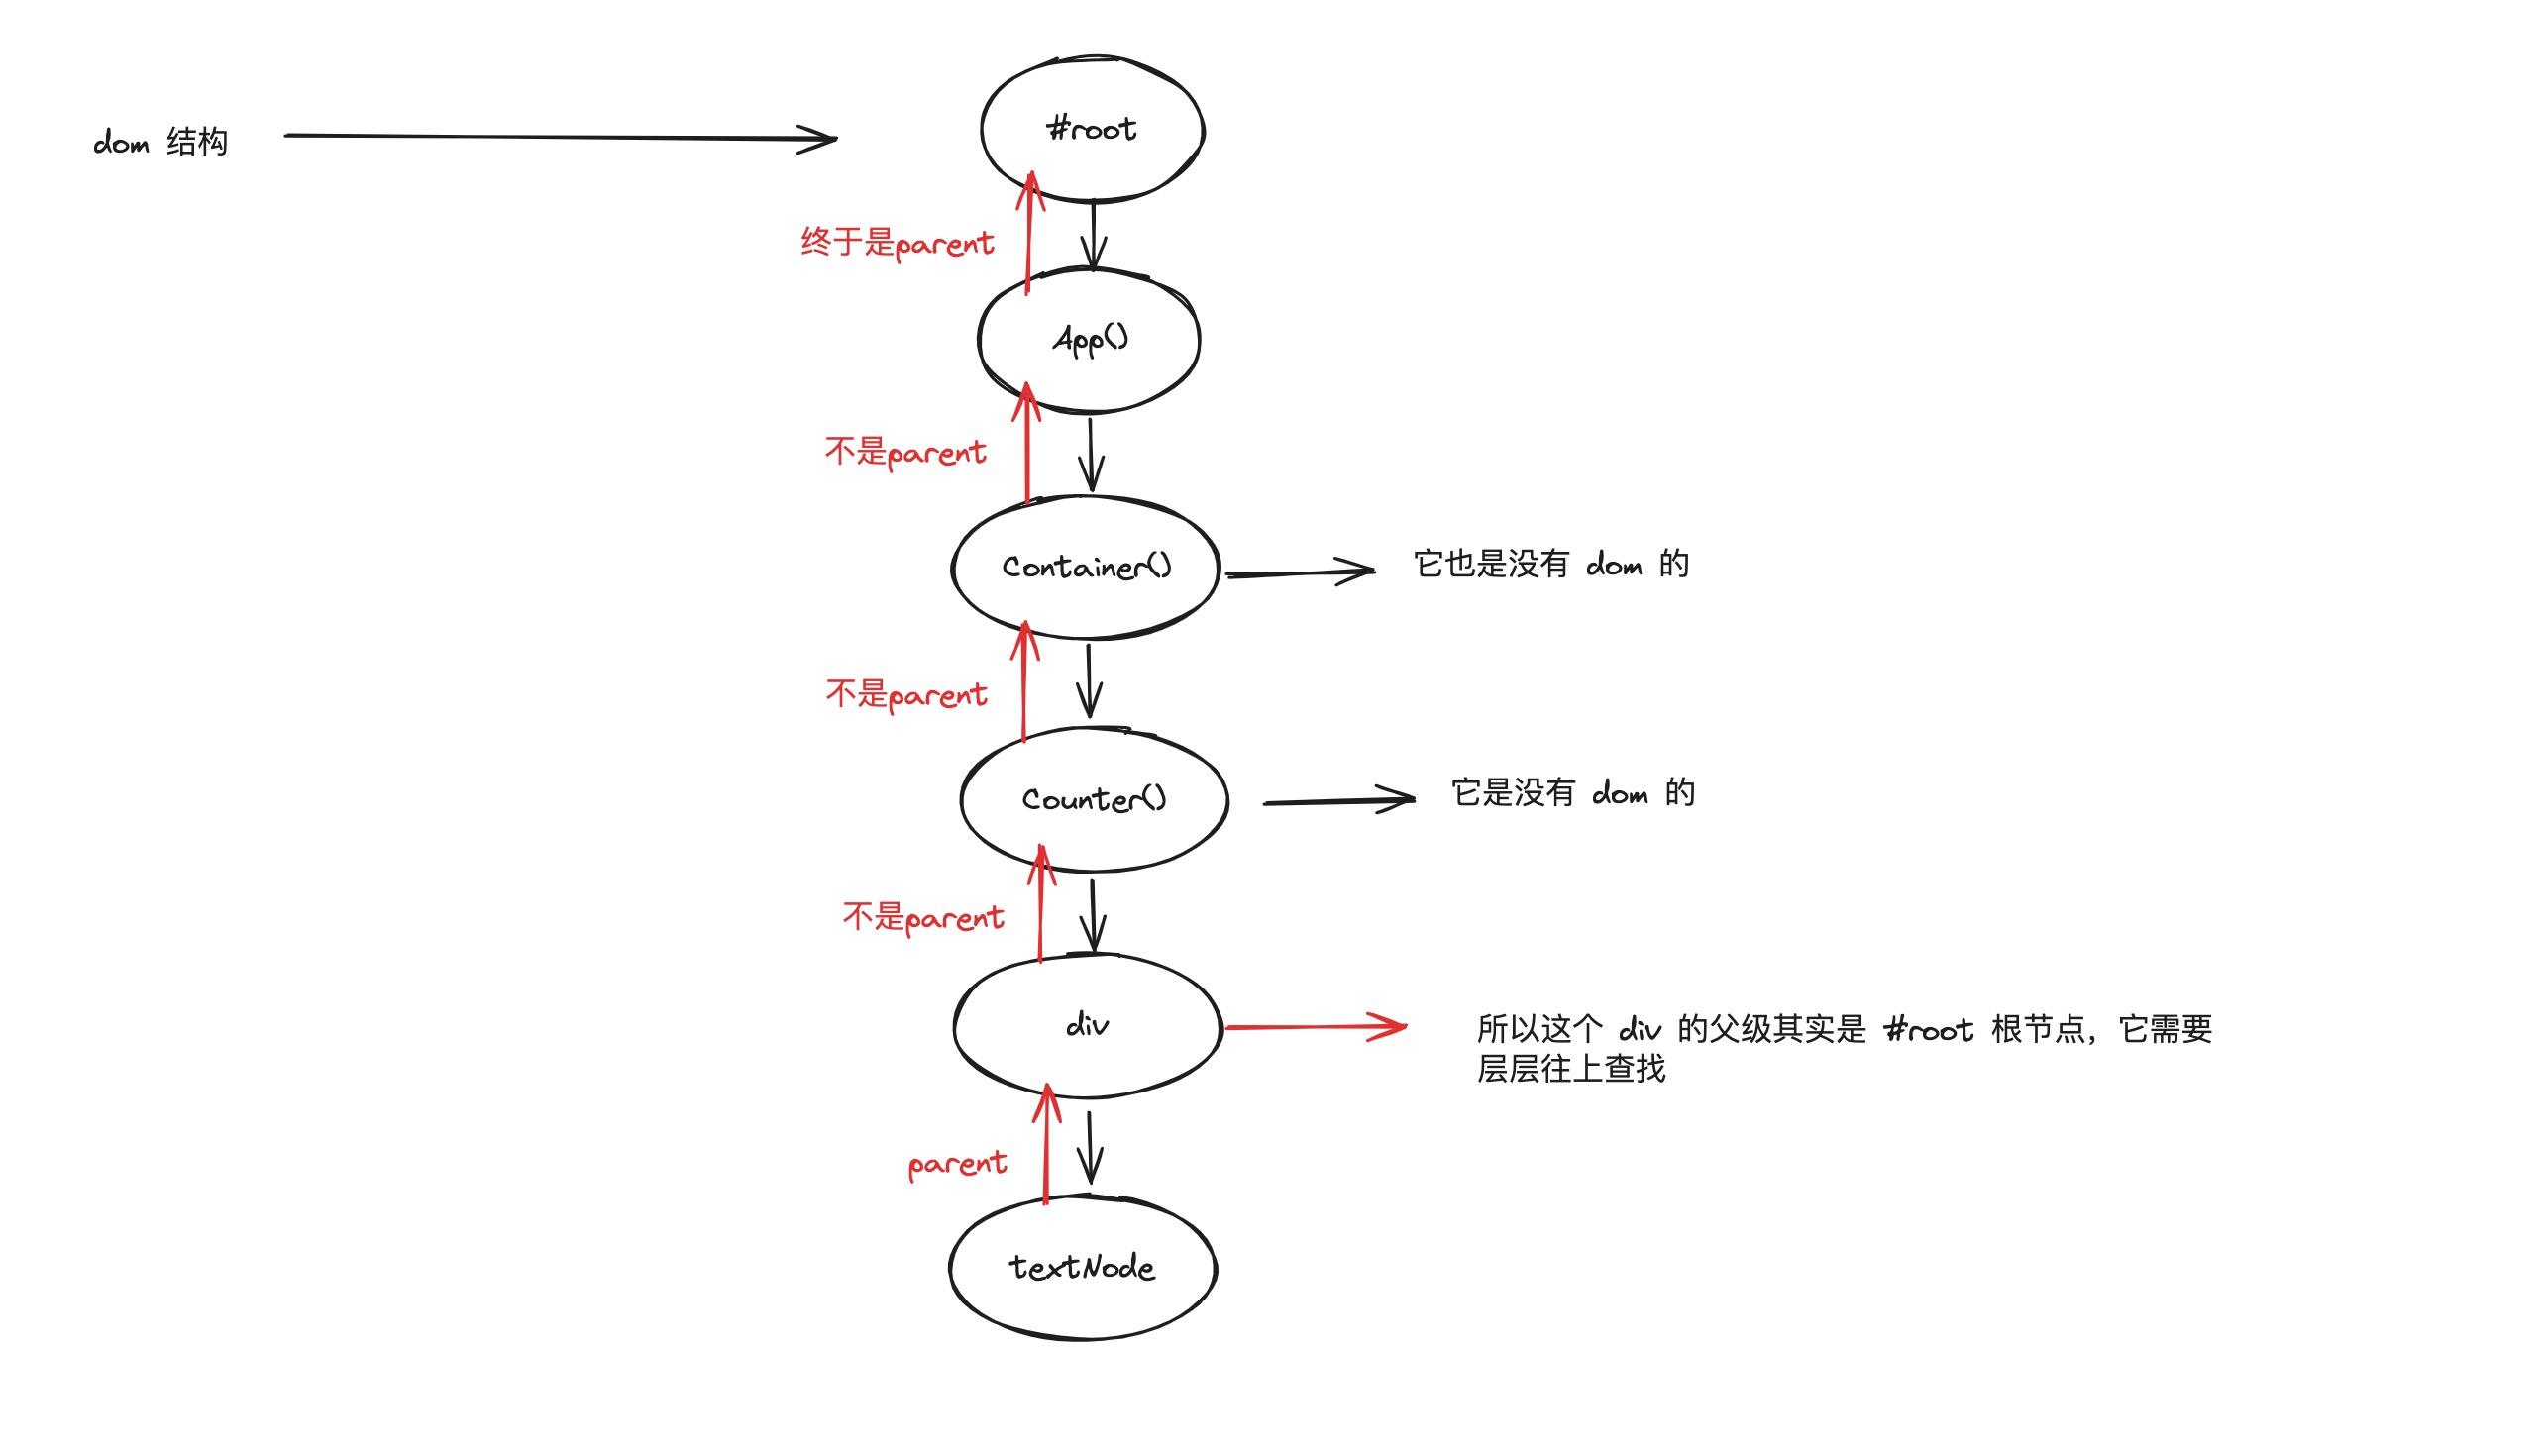 #root
dom 结构
终于是parent
App()
不是parent
Container()
它也是没有 dom 的
不是parent
Counter()
它是没有 dom 的
不是parent
div
所以这个 div 的父级其实是 #root 根节点，它需要
层层往上查找
parent
textNode